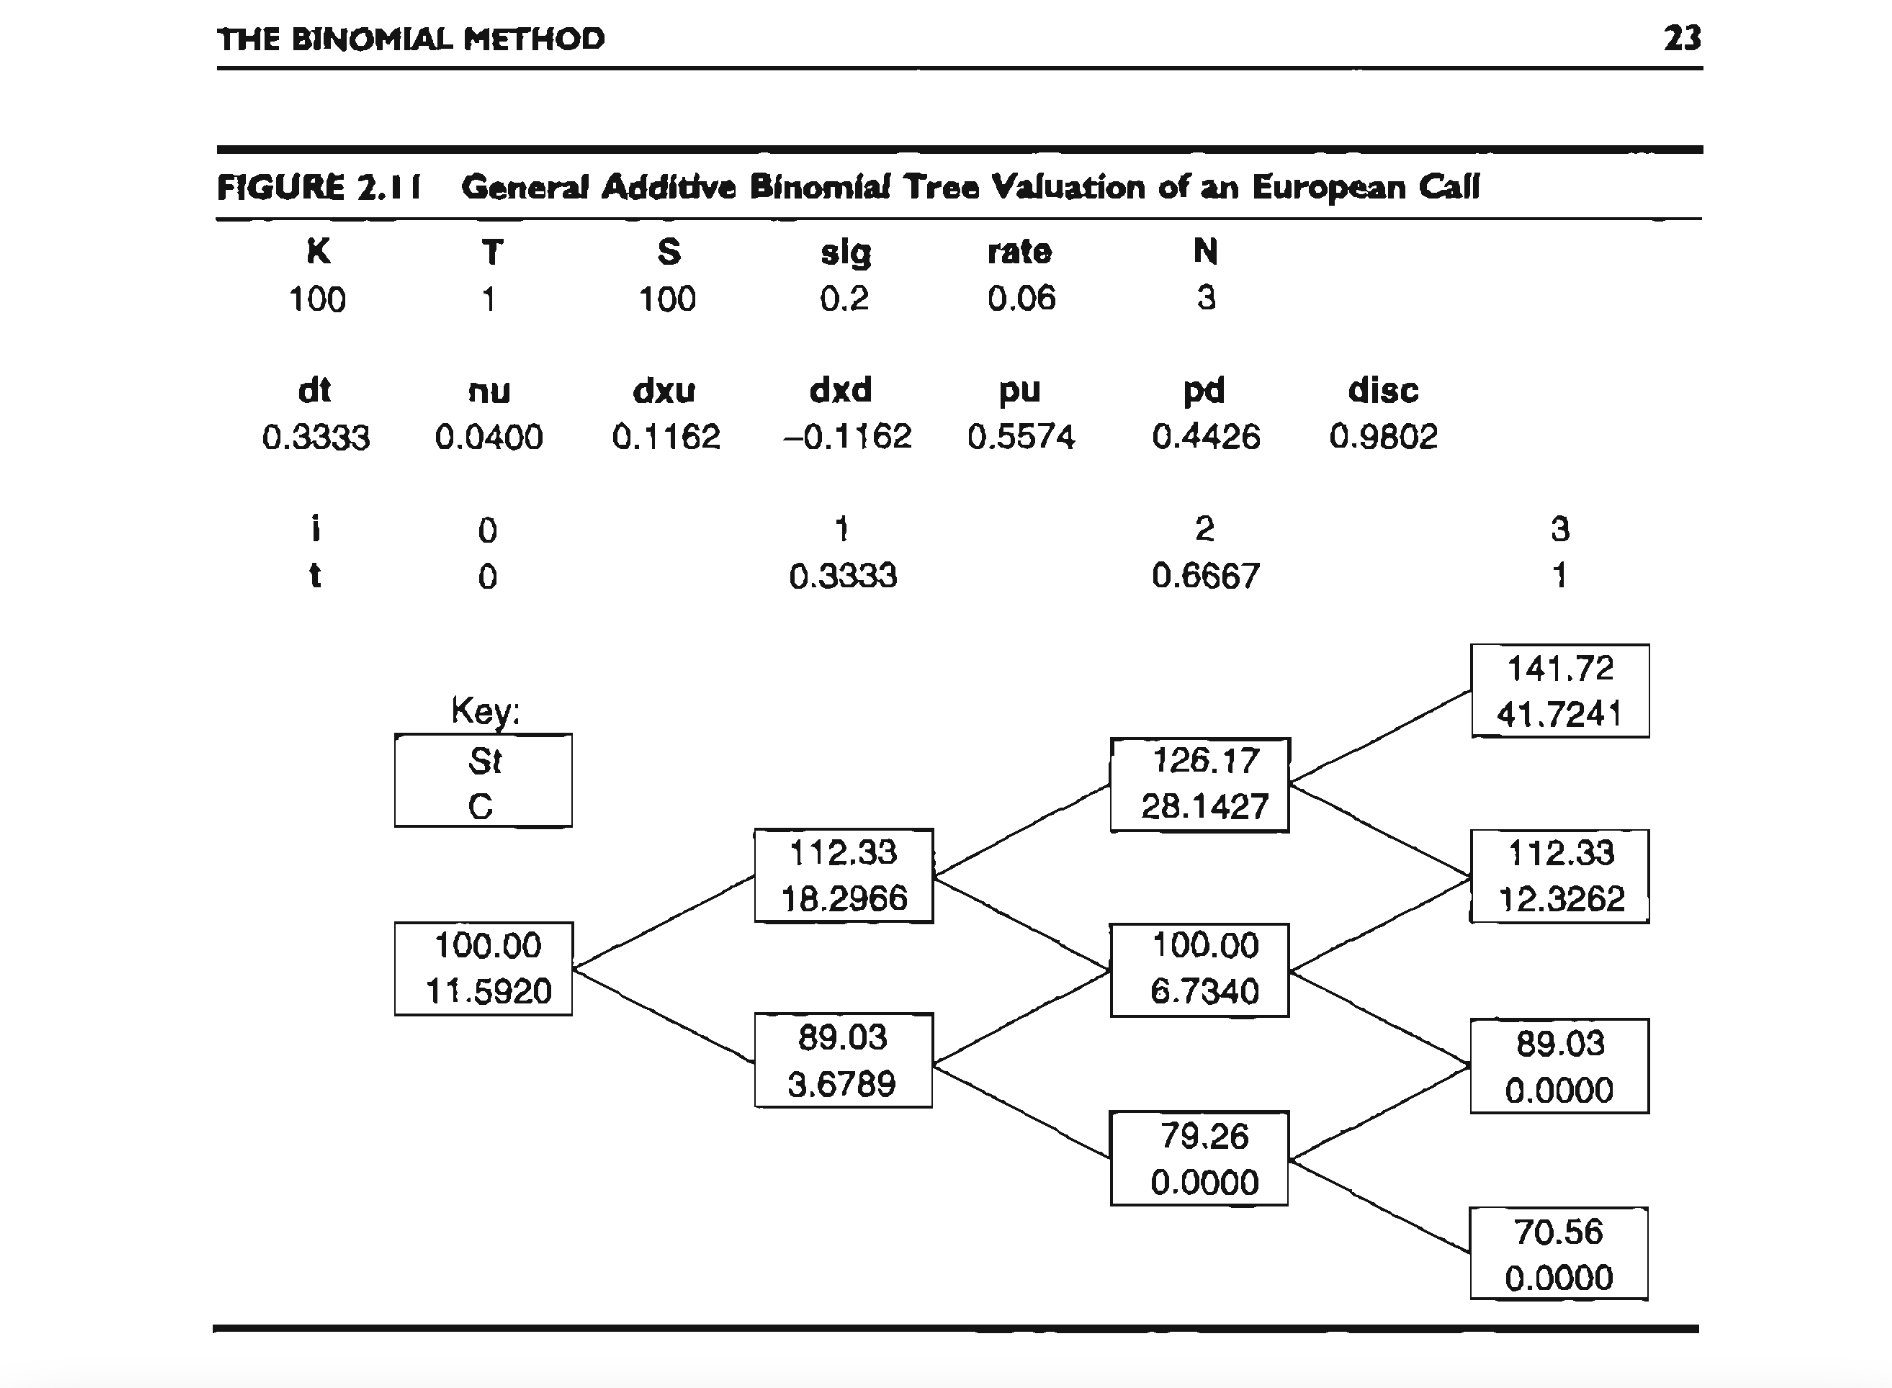 THE BINOMIAL METHOD 23
FIGURE 2.11 General Additive Binomial Tree Valuation of an European Call
K T S sig rate N
100 1 100 0.2 0.06 3
dt nu dxu dxd pu pd disc
0.3333 0.0400 0.1162 –0.1162 0.5574 0.4426 0.9802
i 0 1 2 3
t 0 0.3333 0.6667 1
Key:
St
C
100.00
11.5920
112.33
18.2966
89.03
3.6789
126.17
28.1427
100.00
6.7340
79.26
0.0000
141.72
41.7241
112.33
12.3262
89.03
0.0000
70.56
0.0000